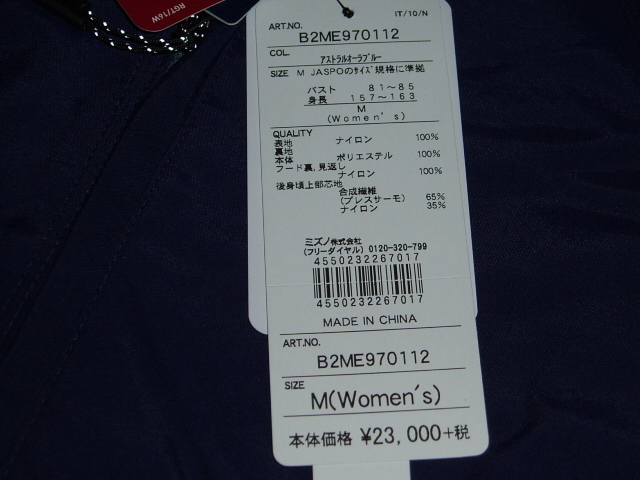 RGT/16W
IT/10/N
ART.NO.
B2ME970112
COL.
アストラルオーラブルー
SIZE M JASPOのサイズ規格に準拠
バスト 81〜85
身長 157〜163
M
(Women's)
QUALITY
表地 ナイロン 100%
裏地
本体 ポリエステル 100%
フード裏,見返し
ナイロン 100%
後身頃上部芯地
合成繊維 65%
(ブレスサーモ)
ナイロン 35%
ミズノ株式会社
(フリーダイヤル) 0120-320-799
4550232267017
4550232267017
MADE IN CHINA
ART.NO.
B2ME970112
SIZE
M(Women's)
本体価格 ¥23,000+税